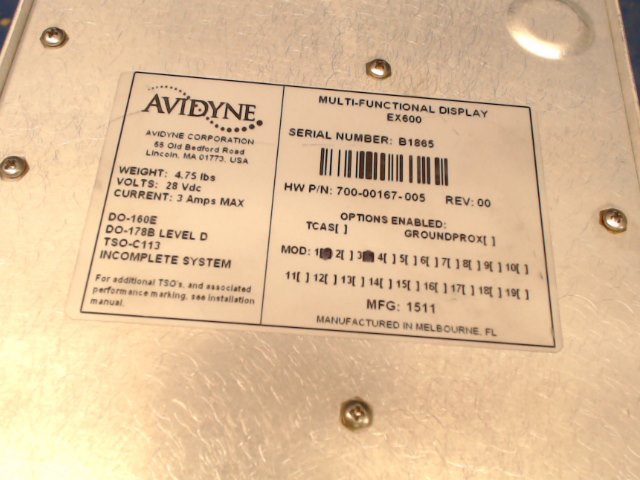 AVIDYNE
AVIDYNE CORPORATION
55 Old Bedford Road
Lincoln, MA 01773, USA
WEIGHT: 4.75 lbs
VOLTS: 28 Vdc
CURRENT: 3 Amps MAX
DO-160E
DO-178B LEVEL D
TSO-C113
INCOMPLETE SYSTEM
For additional TSO's, and associated
performance marking, see installation
manual.
MULTI-FUNCTIONAL DISPLAY
EX600
SERIAL NUMBER: B1865
HW P/N: 700-00167-005 REV: 00
OPTIONS ENABLED:
TCAS[ ] GROUNDPROX[ ]
MOD: 1[ ] 2[ ] 3[ ] 4[ ] 5[ ] 6[ ] 7[ ] 8[ ] 9[ ] 10[ ]
11[ ] 12[ ] 13[ ] 14[ ] 15[ ] 16[ ] 17[ ] 18[ ] 19[ ]
MFG: 1511
MANUFACTURED IN MELBOURNE, FL